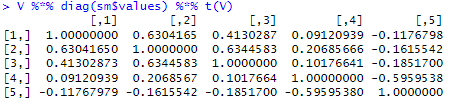 > V %*% diag(sm$values) %*% t(V)
[,1] [,2] [,3] [,4] [,5]
[1,] 1.00000000 0.6304165 0.4130287 0.09120939 -0.1176798
[2,] 0.63041650 1.0000000 0.6344583 0.20685666 -0.1615542
[3,] 0.41302873 0.6344583 1.0000000 0.10176641 -0.1851700
[4,] 0.09120939 0.2068567 0.1017664 1.00000000 -0.5959538
[5,] -0.11767979 -0.1615542 -0.1851700 -0.59595380 1.0000000